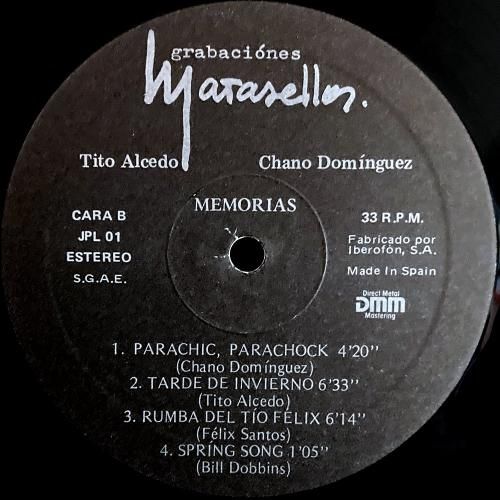 grabaciónes
Matasellos.
Tito Alcedo
Chano Domínguez
MEMORIAS
CARA B
JPL 01
ESTEREO
S.G.A.E.
33 R.P.M.
Fabricado por
Iberofón, S.A.
Made In Spain
Direct Metal
DMM
Mastering
1. PARACHIC, PARACHOCK 4'20"
(Chano Domínguez)
2. TARDE DE INVIERNO 6'33"
(Tito Alcedo)
3. RUMBA DEL TÍO FÉLIX 6'14"
(Félix Santos)
4. SPRÍNG SONG 1'05"
(Bill Dobbins)